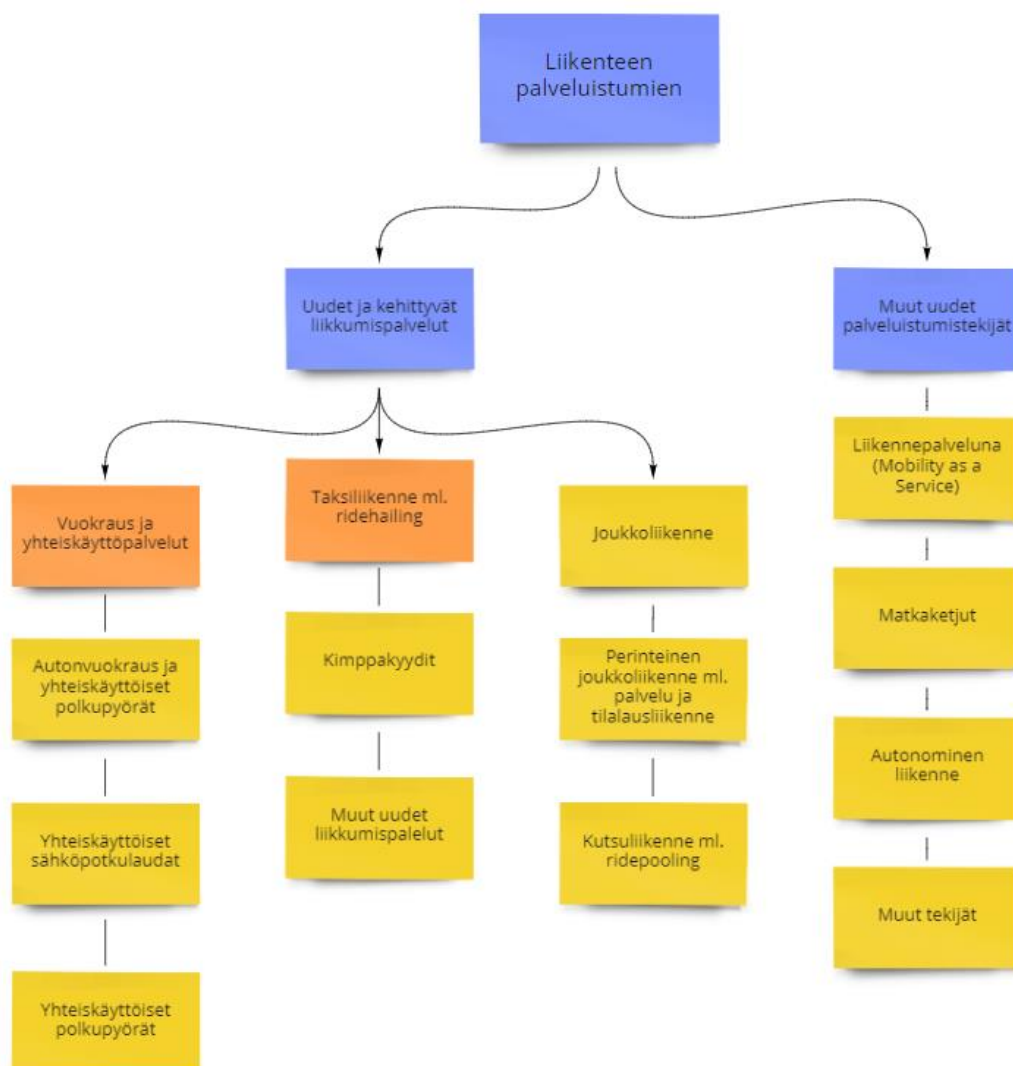 Liikenteen
palveluistumien
Uudet ja kehittyvät
liikkumispalvelut
Muut uudet
palveluistumistekijät
Vuokraus ja
yhteiskäyttöpalvelut
Autonvuokraus ja
yhteiskäyttöiset
polkupyörät
Yhteiskäyttöiset
sähköpotkulaudat
Yhteiskäyttöiset
polkupyörät
Taksiliikenne ml.
ridehailing
Kimppakyydit
Muut uudet
liikkumispalelut
Joukkoliikenne
Perinteinen
joukkoliikenne ml.
palvelu ja
tilalausliikenne
Kutsuliikenne ml.
ridepooling
Liikennepalveluna
(Mobility as a
Service)
Matkaketjut
Autonominen
liikenne
Muut tekijät